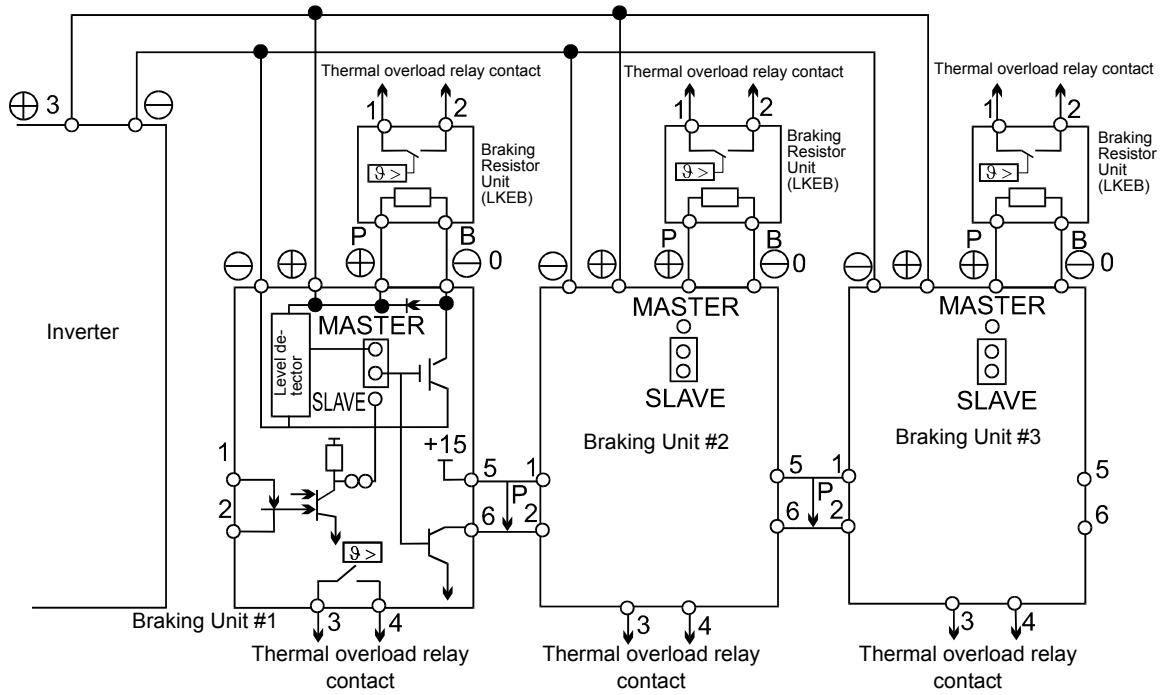 Thermal overload relay contact
Thermal overload relay contact
Thermal overload relay contact
⊕ 3 ⊖
1 2
1 2
1 2
Braking
Resistor
Unit
(LKEB)
Braking
Resistor
Unit
(LKEB)
Braking
Resistor
Unit
(LKEB)
ϑ >
ϑ >
ϑ >
P B
P B
P B
⊖ ⊕ ⊕ ⊖ 0
⊖ ⊕ ⊕ ⊖ 0
⊖ ⊕ ⊕ ⊖ 0
Inverter
Level de-
tector
MASTER
SLAVE
MASTER
SLAVE
MASTER
SLAVE
Braking Unit #2
Braking Unit #3
+15
1
2
5
6
P
1
2
5
6
P
1
2
5
6
ϑ >
Braking Unit #1
3 4
3 4
3 4
Thermal overload relay
contact
Thermal overload relay
contact
Thermal overload relay
contact